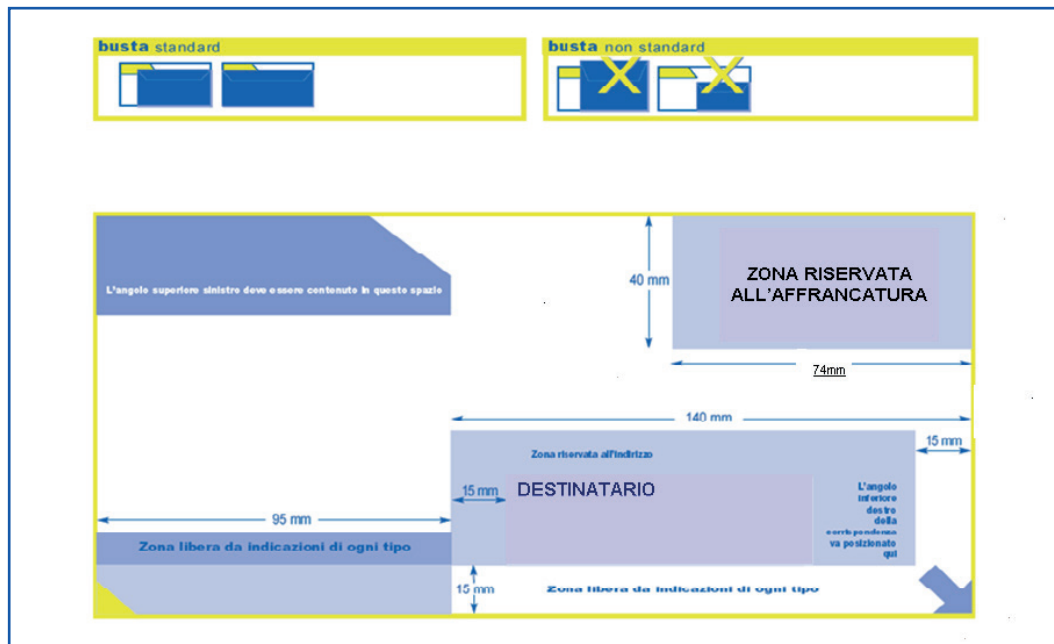 busta standard
busta non standard
L'angolo superiore sinistro deve essere contenuto in questo spazio
40 mm
ZONA RISERVATA
ALL'AFFRANCATURA
74mm
140 mm
15 mm
Zona riservata all'indirizzo
15 mm
DESTINATARIO
L'angolo
inferiore
destro
della
corrispondenza
va posizionato
qui
95 mm
Zona libera da indicazioni di ogni tipo
15 mm
Zona libera da indicazioni di ogni tipo